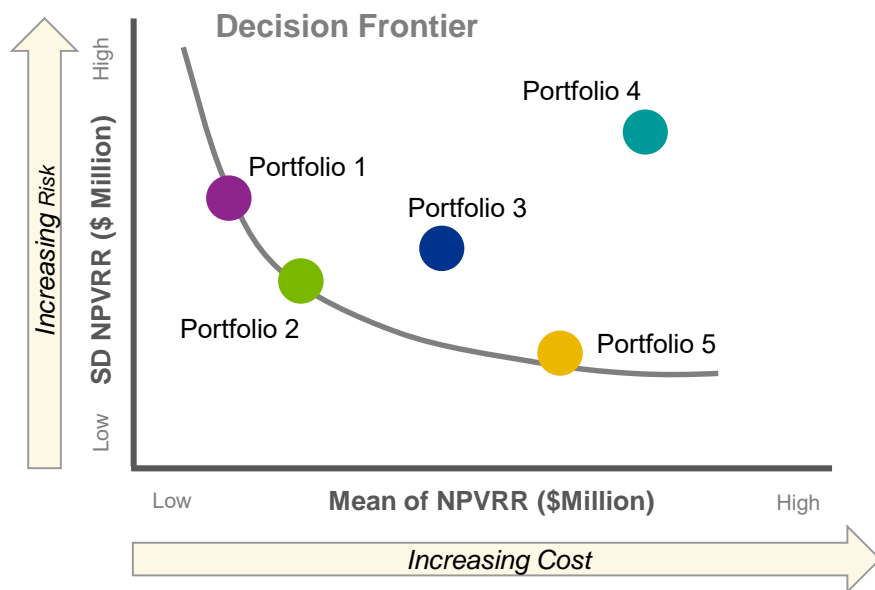 Decision Frontier
High
Portfolio 4
Portfolio 1
Portfolio 3
Increasing Risk
SD NPVRR ($ Million)
Portfolio 2
Portfolio 5
Low
Low
Mean of NPVRR ($Million)
High
Increasing Cost